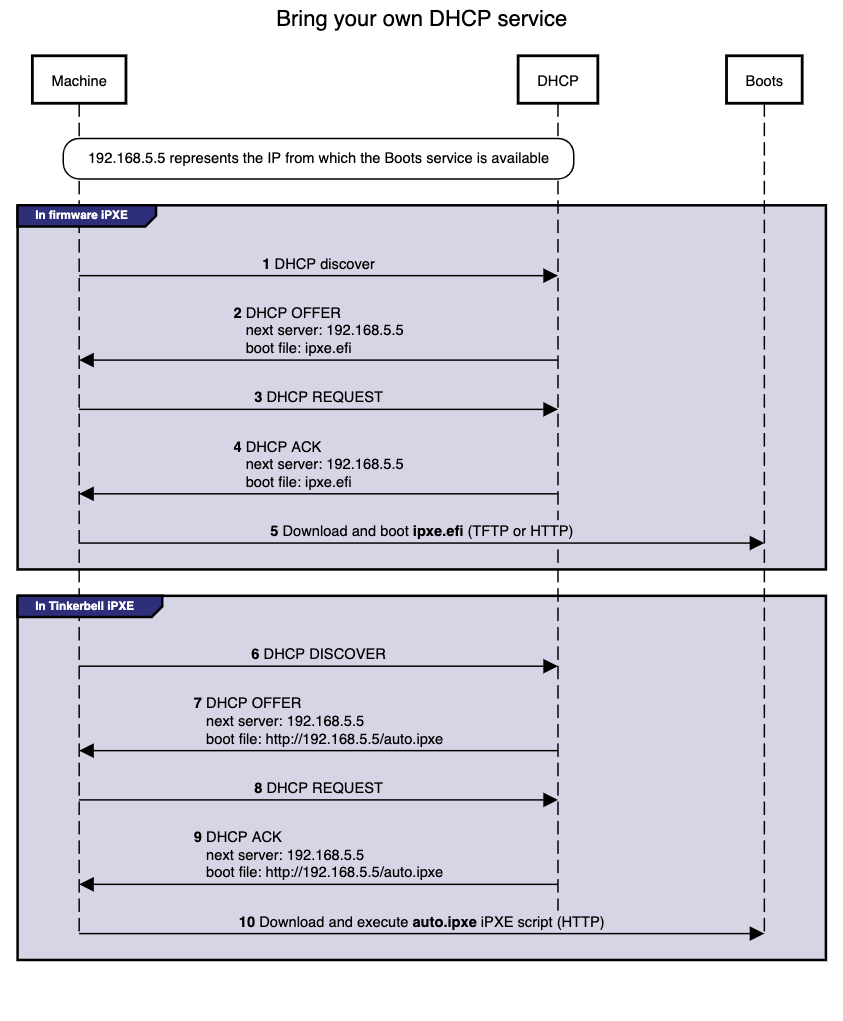 Bring your own DHCP service
Machine
DHCP
Boots
192.168.5.5 represents the IP from which the Boots service is available
In firmware iPXE
1 DHCP discover
2 DHCP OFFER
next server: 192.168.5.5
boot file: ipxe.efi
3 DHCP REQUEST
4 DHCP ACK
next server: 192.168.5.5
boot file: ipxe.efi
5 Download and boot ipxe.efi (TFTP or HTTP)
In Tinkerbell iPXE
6 DHCP DISCOVER
7 DHCP OFFER
next server: 192.168.5.5
boot file: http://192.168.5.5/auto.ipxe
8 DHCP REQUEST
9 DHCP ACK
next server: 192.168.5.5
boot file: http://192.168.5.5/auto.ipxe
10 Download and execute auto.ipxe iPXE script (HTTP)